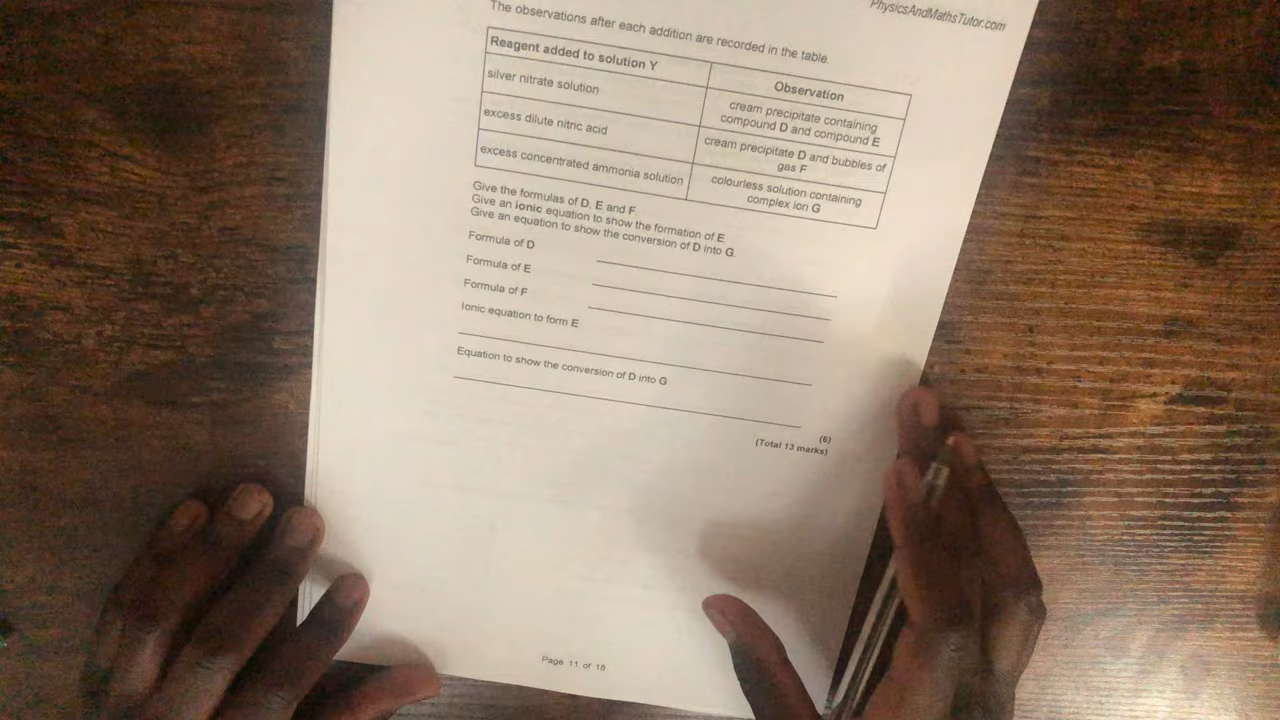 PhysicsAndMathsTutor.com
The observations after each addition are recorded in the table.
Reagent added to solution Y
Observation
silver nitrate solution
cream precipitate containing
compound D and compound E
excess dilute nitric acid
cream precipitate D and bubbles of
gas F
excess concentrated ammonia solution
colourless solution containing
complex ion G
Give the formulas of D, E and F.
Give an ionic equation to show the formation of E.
Give an equation to show the conversion of D into G.
Formula of D
Formula of E
Formula of F
Ionic equation to form E
Equation to show the conversion of D into G
(6)
(Total 13 marks)
Page 11 of 18